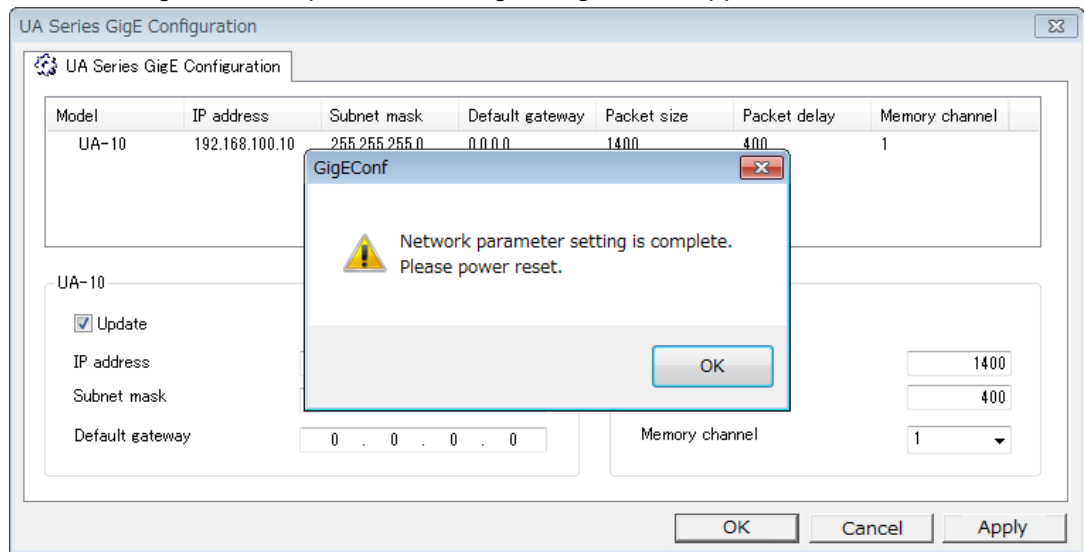 UA Series GigE Configuration
UA Series GigE Configuration
Model IP address Subnet mask Default gateway Packet size Packet delay Memory channel
UA-10 192.168.100.10 255.255.255.0 0.0.0.0 1400 400 1
GigEConf
Network parameter setting is complete.
Please power reset.
OK
UA-10
Update
IP address 1400
Subnet mask 400
Default gateway 0 . 0 . 0 . 0 Memory channel 1
OK Cancel Apply